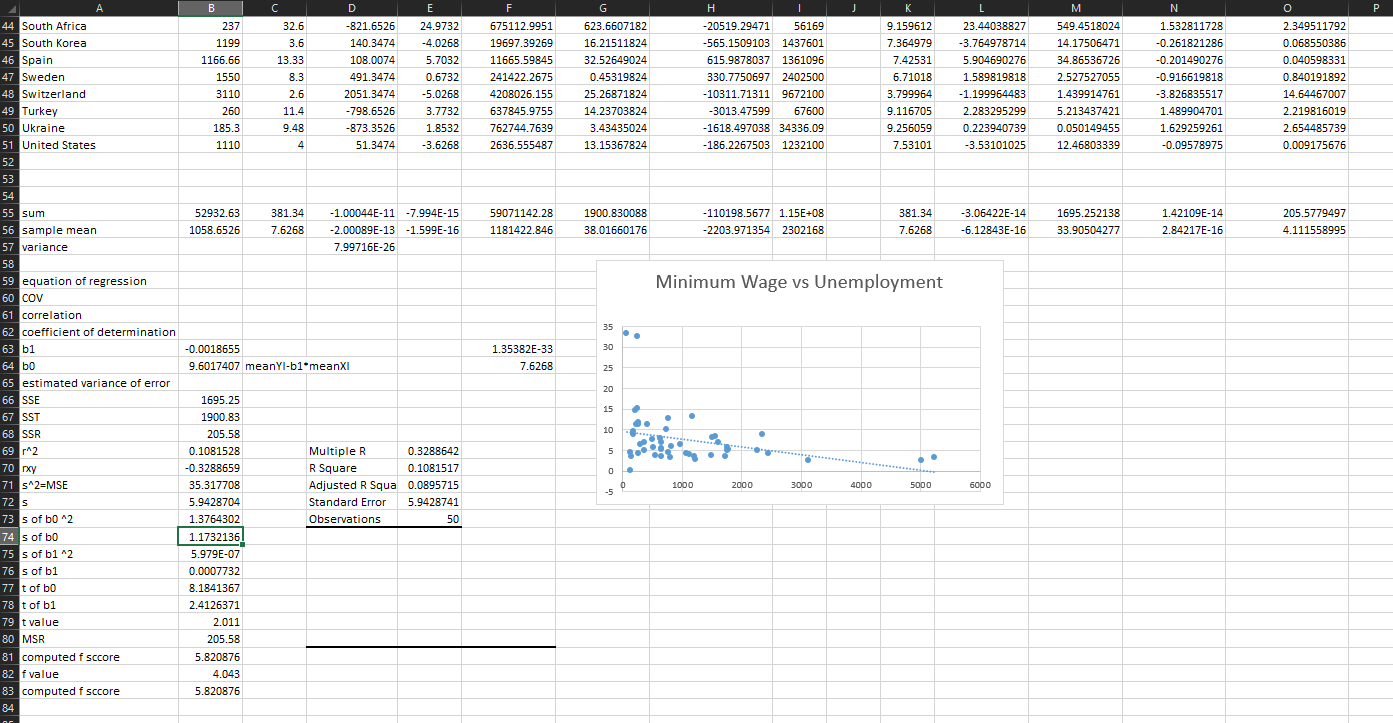 A B C D E F G H I J K L M N O P
44 South Africa 237 32.6 -821.6526 24.9732 675112.9951 623.6607182 -20519.29471 56169 9.159612 23.44038827 549.4518024 1.532811728 2.349511792
45 South Korea 1199 3.6 140.3474 -4.0268 19697.39269 16.21511824 -565.1509103 1437601 7.364979 -3.764978714 14.17506471 -0.261821286 0.068550386
46 Spain 1166.66 13.33 108.0074 5.7032 11665.59845 32.52649024 615.9878037 1361096 7.42531 5.904690276 34.86536726 -0.201490276 0.040598331
47 Sweden 1550 8.3 491.3474 0.6732 241422.2675 0.45319824 330.7750697 2402500 6.71018 1.589819818 2.527527055 -0.916619818 0.840191892
48 Switzerland 3110 2.6 2051.3474 -5.0268 4208026.155 25.26871824 -10311.71311 9672100 3.799964 -1.199964483 1.439914761 -3.826835517 14.64467007
49 Turkey 260 11.4 -798.6526 3.7732 637845.9755 14.23703824 -3013.47599 67600 9.116705 2.283295299 5.213437421 1.489904701 2.219816019
50 Ukraine 185.3 9.48 -873.3526 1.8532 762744.7639 3.43435024 -1618.497038 34336.09 9.256059 0.223940739 0.050149455 1.629259261 2.654485739
51 United States 1110 4 51.3474 -3.6268 2636.555487 13.15367824 -186.2267503 1232100 7.53101 -3.53101025 12.46803339 -0.09578975 0.009175676
52
53
54
55 sum 52932.63 381.34 -1.00044E-11 -7.994E-15 59071142.28 1900.830088 -110198.5677 1.15E+08 381.34 -3.06422E-14 1695.252138 1.42109E-14 205.5779497
56 sample mean 1058.6526 7.6268 -2.00089E-13 -1.599E-16 1181422.846 38.01660176 -2203.971354 2302168 7.6268 -6.12843E-16 33.90504277 2.84217E-16 4.111558995
57 variance 7.99716E-26
58
59 equation of regression
60 COV
61 correlation
62 coefficient of determination
63 b1 -0.0018655 1.35382E-33
64 b0 9.6017407 meanYI-b1*meanXI 7.6268
65 estimated variance of error
66 SSE 1695.25
67 SST 1900.83
68 SSR 205.58
69 r^2 0.1081528 Multiple R 0.3288642
70 rxy -0.3288659 R Square 0.1081517
71 s^2=MSE 35.317708 Adjusted R Squa 0.0895715
72 s 5.9428704 Standard Error 5.9428741
73 s of b0 ^2 1.3764302 Observations 50
74 s of b0 1.1732136
75 s of b1 ^2 5.979E-07
76 s of b1 0.0007732
77 t of b0 8.1841367
78 t of b1 2.4126371
79 t value 2.011
80 MSR 205.58
81 computed f sccore 5.820876
82 f value 4.043
83 computed f sccore 5.820876
84
Minimum Wage vs Unemployment
35
30
25
20
15
10
5
0
-5
0 1000 2000 3000 4000 5000 6000